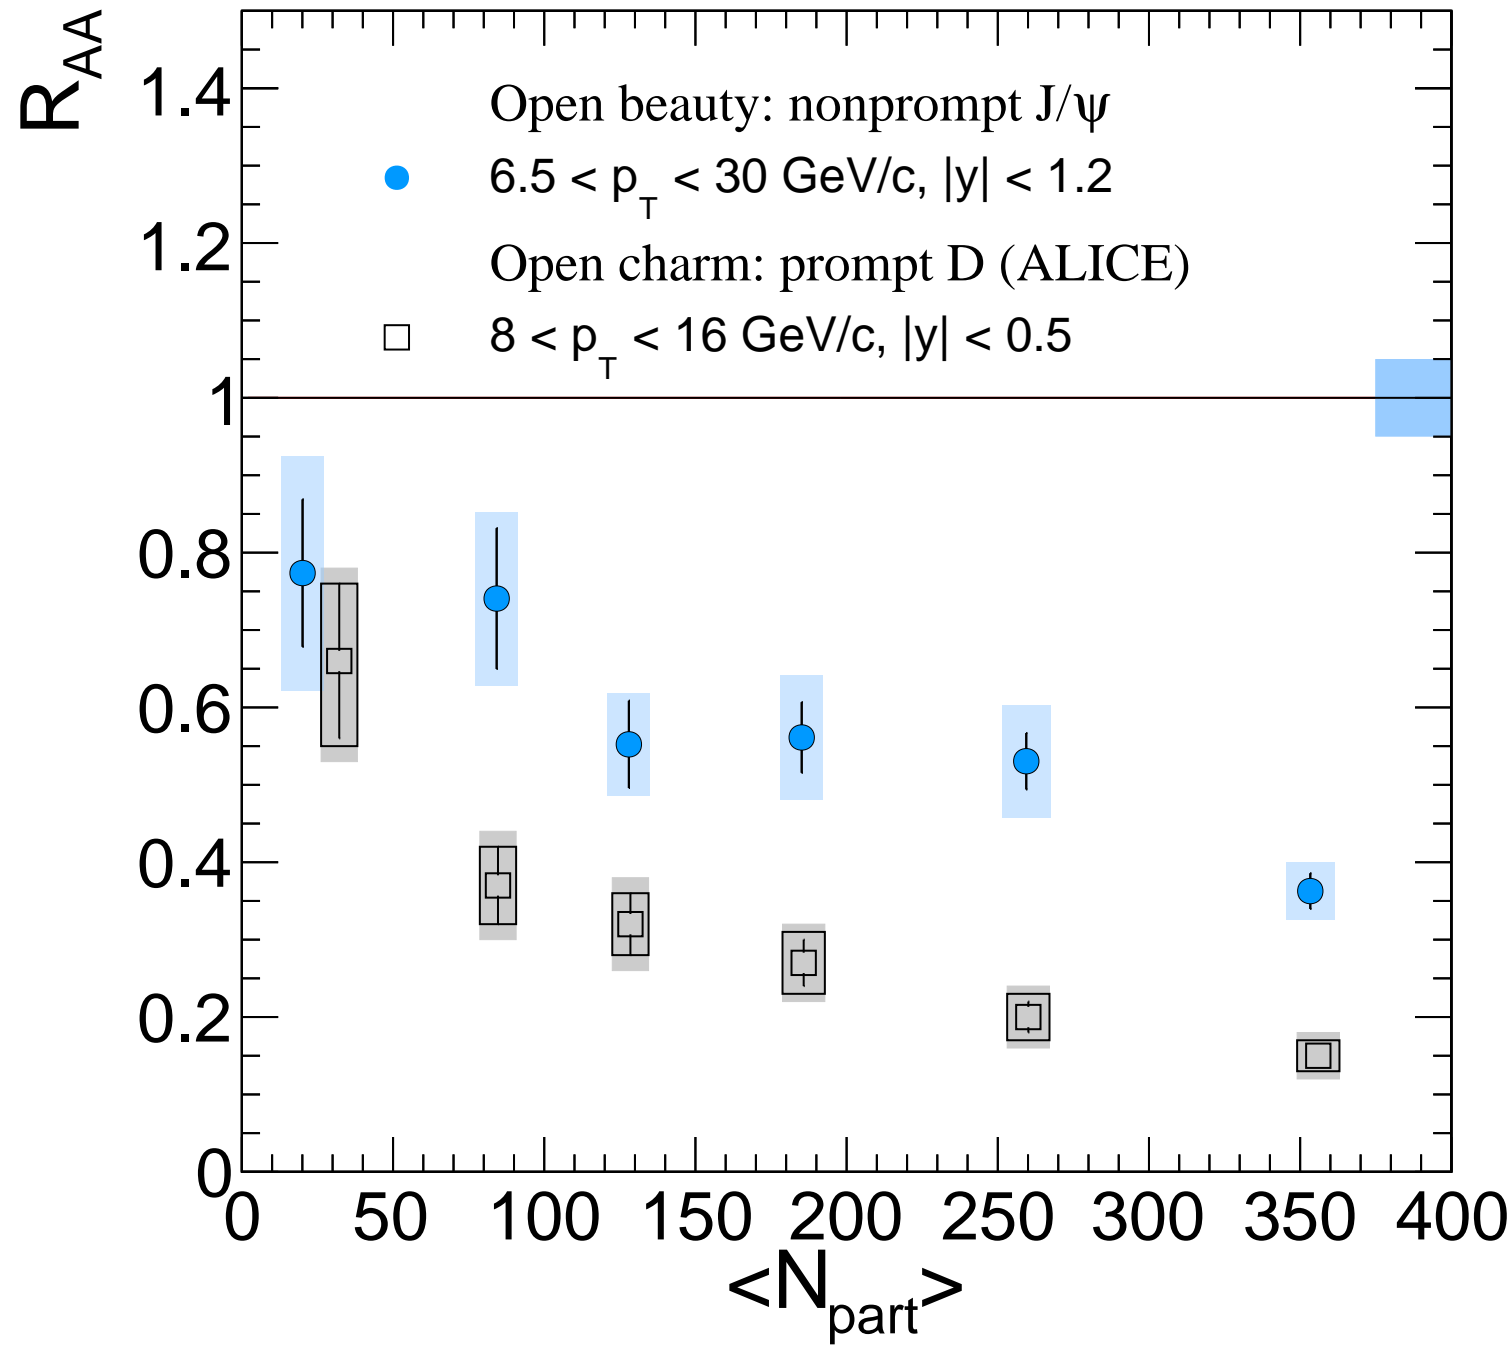 R_AA
1.4
Open beauty: nonprompt J/ψ
6.5 < p_T < 30 GeV/c, |y| < 1.2
1.2
Open charm: prompt D (ALICE)
8 < p_T < 16 GeV/c, |y| < 0.5
1
0.8
0.6
0.4
0.2
0
0 50 100 150 200 250 300 350 400
<N_part>